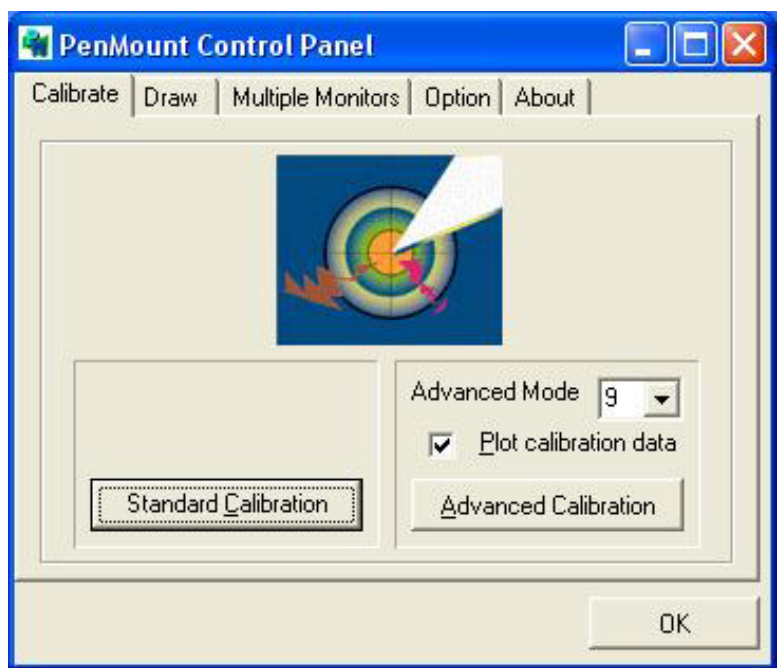 PenMount Control Panel
Calibrate Draw Multiple Monitors Option About
Advanced Mode 9
Plot calibration data
Standard Calibration Advanced Calibration
OK